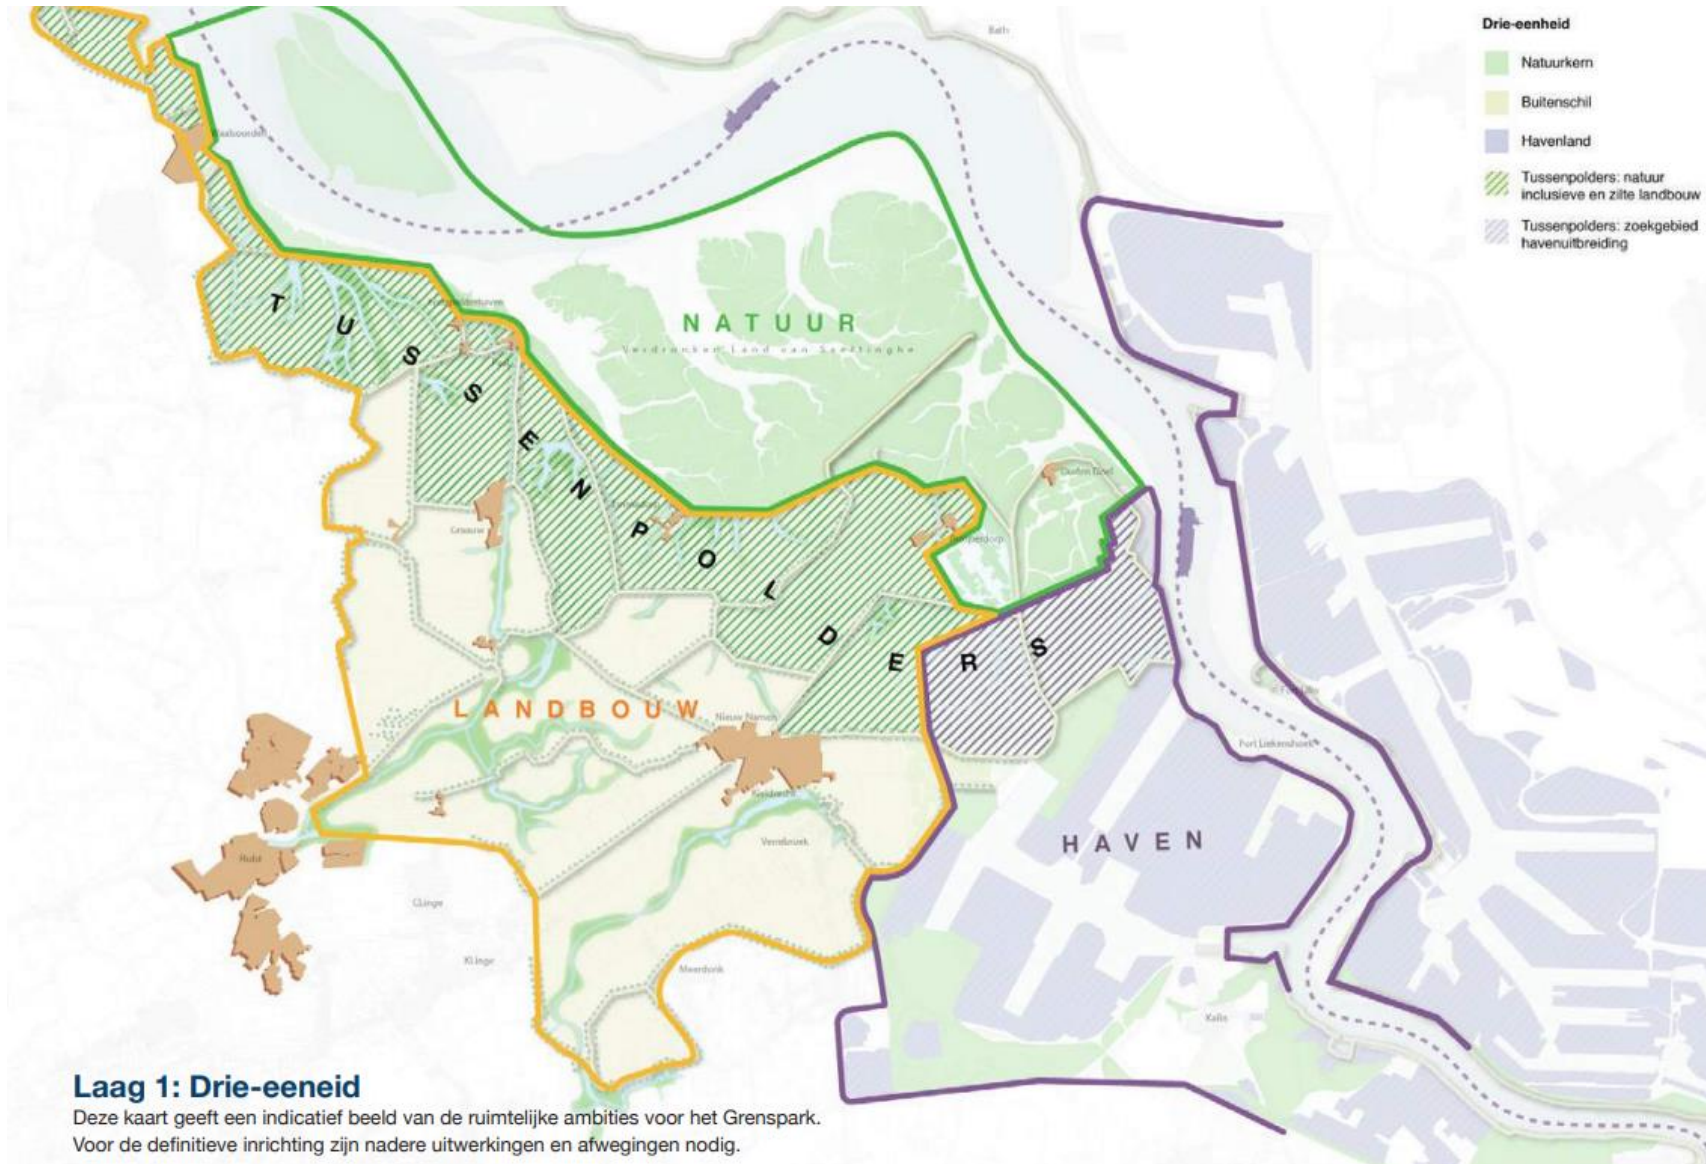 Drie-eenheid
Natuurkern
Buitenschil
Havenland
Tussenpolders: natuur
inclusieve en zilte landbouw
Tussenpolders: zoekgebied
havenuitbreiding
Bath
NATUUR
Verdronken Land van Saeftinghe
TUSSENPOLDERS
Graauw
LANDBOUW
Nieuw Namen
Fort Liefkenshoek
Verrebroek
HAVEN
Hulst
Clinge
Klinge
Meerdonk
Kallo
Laag 1: Drie-eeneid
Deze kaart geeft een indicatief beeld van de ruimtelijke ambities voor het Grenspark.
Voor de definitieve inrichting zijn nadere uitwerkingen en afwegingen nodig.